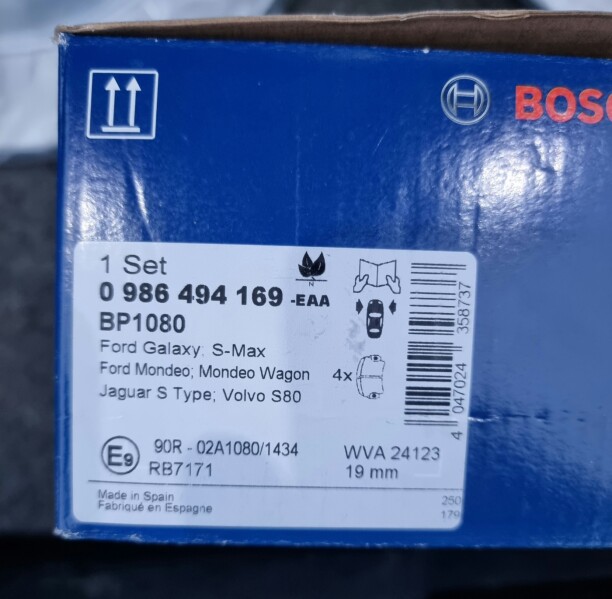 BOSC
1 Set
N
0 986 494 169 -EAA
BP1080
Ford Galaxy; S-Max
Ford Mondeo; Mondeo Wagon
4x
Jaguar S Type; Volvo S80
4 047024 358737
E9
90R - 02A1080/1434
RB7171
WVA 24123
19 mm
Made in Spain
Fabriqué en Espagne
250
179